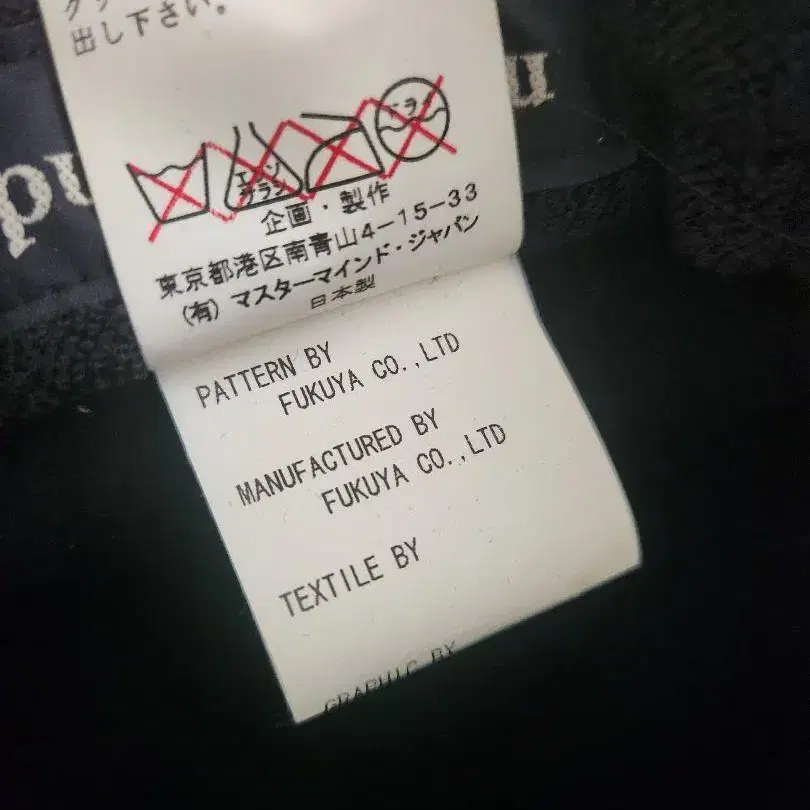 出し下さい。
エンソ
サラシ
ドライ
企画・製作
東京都港区南青山4-15-33
(有)マスターマインド・ジャパン
日本製
PATTERN BY
FUKUYA CO.,LTD
MANUFACTURED BY
FUKUYA CO.,LTD
TEXTILE BY
GRAPHIC BY